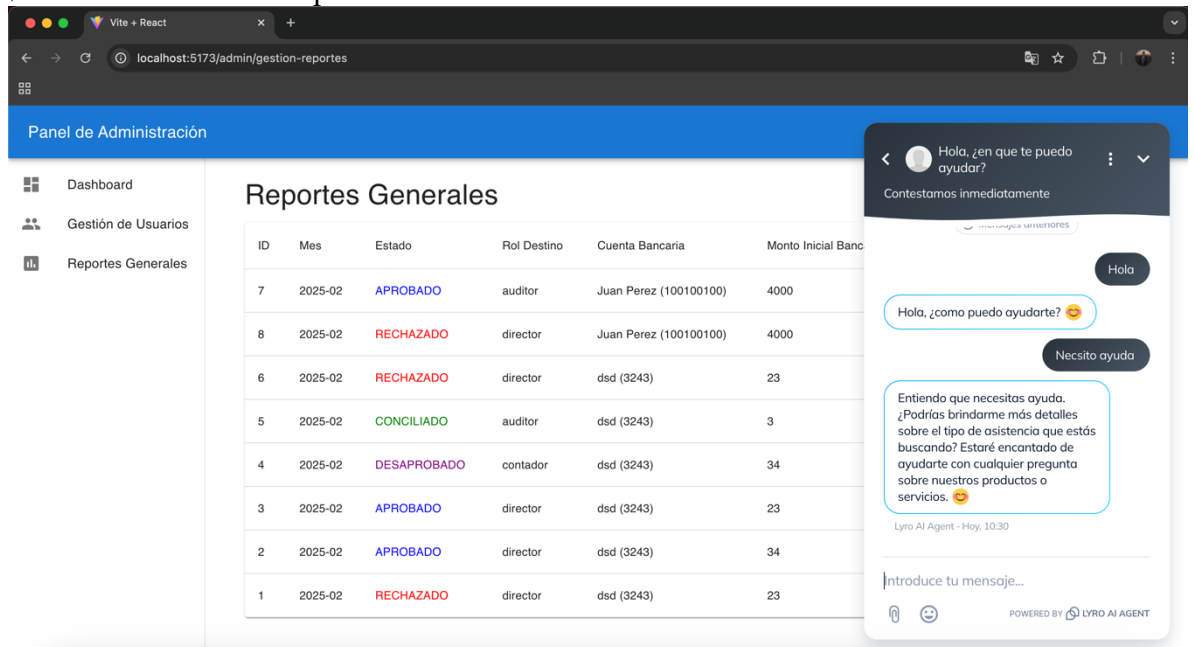 Vite + React
localhost:5173/admin/gestion-reportes
Panel de Administración
Dashboard
Gestión de Usuarios
Reportes Generales
Reportes Generales
ID Mes Estado Rol Destino Cuenta Bancaria Monto Inicial Banc
7 2025-02 APROBADO auditor Juan Perez (100100100) 4000
8 2025-02 RECHAZADO director Juan Perez (100100100) 4000
6 2025-02 RECHAZADO director dsd (3243) 23
5 2025-02 CONCILIADO auditor dsd (3243) 3
4 2025-02 DESAPROBADO contador dsd (3243) 34
3 2025-02 APROBADO director dsd (3243) 23
2 2025-02 APROBADO director dsd (3243) 34
1 2025-02 RECHAZADO director dsd (3243) 23
Hola, ¿en que te puedo
ayudar?
Contestamos inmediatamente
Mensajes anteriores
Hola
Hola, ¿como puedo ayudarte? 😊
Necsito ayuda
Entiendo que necesitas ayuda.
¿Podrías brindarme más detalles
sobre el tipo de asistencia que estás
buscando? Estaré encantado de
ayudarte con cualquier pregunta
sobre nuestros productos o
servicios. 😊
Lyro AI Agent - Hoy, 10:30
Introduce tu mensaje...
POWERED BY LYRO AI AGENT